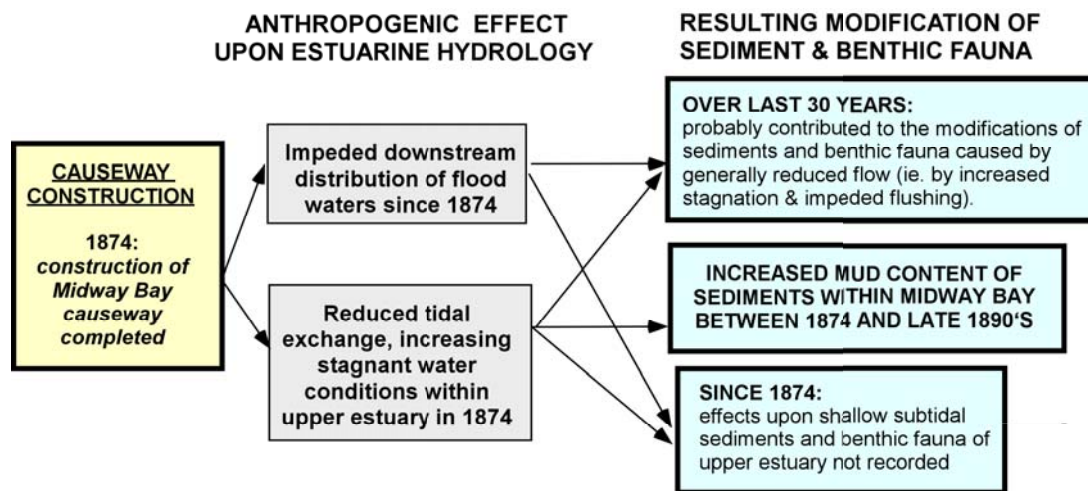 ANTHROPOGENIC EFFECT
UPON ESTUARINE HYDROLOGY
RESULTING MODIFICATION OF
SEDIMENT & BENTHIC FAUNA
CAUSEWAY
CONSTRUCTION
1874:
construction of
Midway Bay
causeway
completed
Impeded downstream
distribution of flood
waters since 1874
Reduced tidal
exchange, increasing
stagnant water
conditions within
upper estuary in 1874
OVER LAST 30 YEARS:
probably contributed to the modifications of
sediments and benthic fauna caused by
generally reduced flow (ie. by increased
stagnation & impeded flushing).
INCREASED MUD CONTENT OF
SEDIMENTS WITHIN MIDWAY BAY
BETWEEN 1874 AND LATE 1890'S
SINCE 1874:
effects upon shallow subtidal
sediments and benthic fauna of
upper estuary not recorded